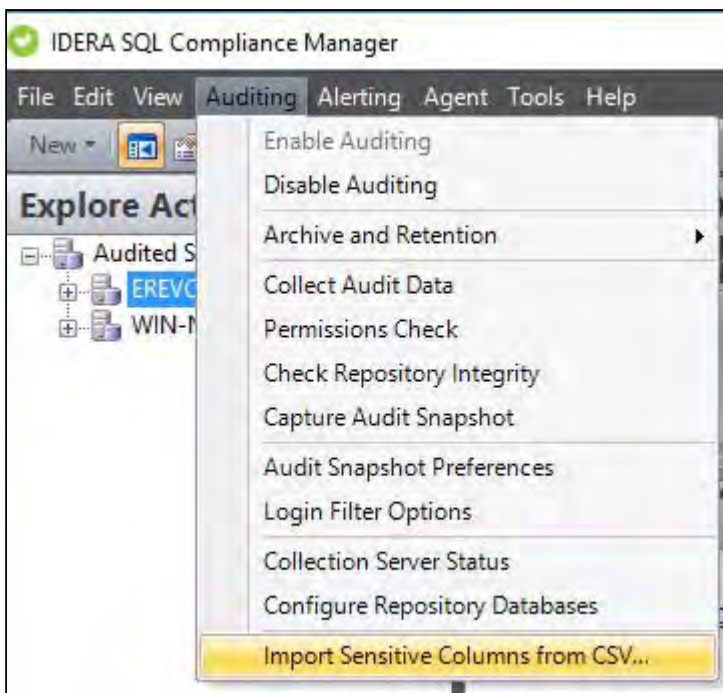 IDERA SQL Compliance Manager
File Edit View Auditing Alerting Agent Tools Help
New
Enable Auditing
Disable Auditing
Explore Act
Archive and Retention
Audited S
Collect Audit Data
EREVO
Permissions Check
WIN-N
Check Repository Integrity
Capture Audit Snapshot
Audit Snapshot Preferences
Login Filter Options
Collection Server Status
Configure Repository Databases
Import Sensitive Columns from CSV...